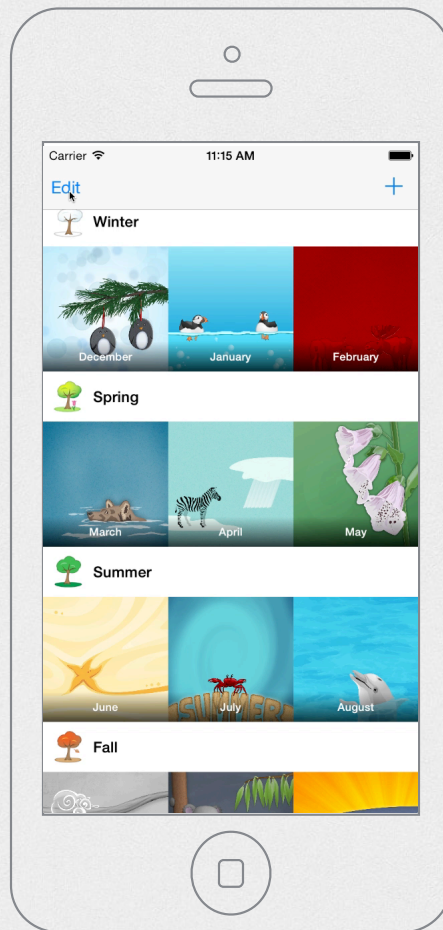 Carrier 11:15 AM
Edit +
Winter
December January February
Spring
March April May
Summer
SUMMER
June July August
Fall